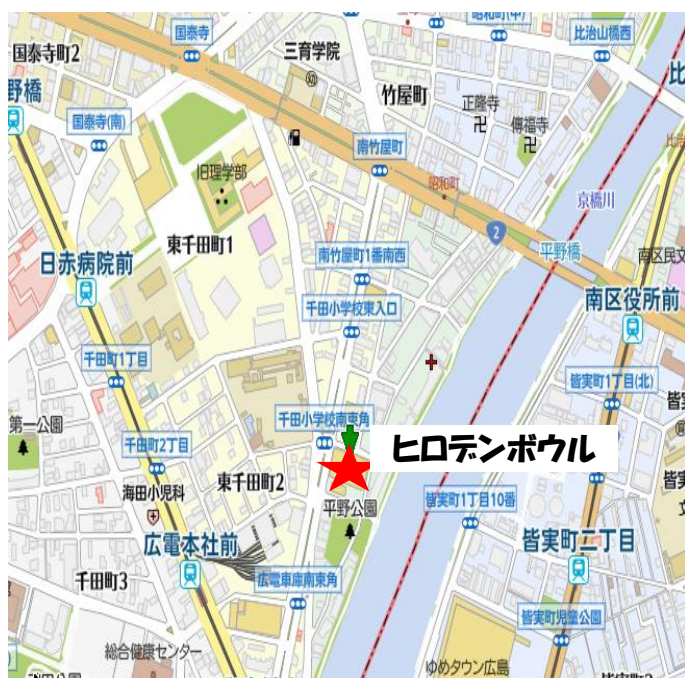 国泰寺
昭和町(中)
比治山橋西
国泰寺町2
三育学院
野橋
竹屋町
正隆寺
傳福寺
国泰寺(南)
南竹屋町
旧理学部
昭和町
京橋川
2
平野橋
東千田町1
日赤病院前
南竹屋町1番南西
南区民文
南区役所前
千田小学校東入口
千田町1丁目
皆実町1丁目(北)
第一公園
千田小学校南東角
千田町2丁目
ヒロデンボウル
東千田町2
海田小児科
平野公園
皆実町1丁目10番
広電本社前
皆実町二丁目
千田町3
広電車庫南東角
皆実町児童公園
総合健康センター
ゆめタウン広島